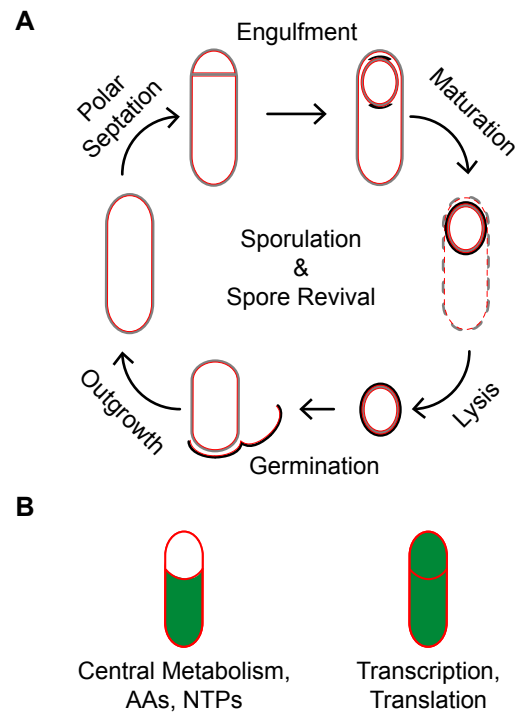 A
Engulfment
Polar
Septation
Maturation
Sporulation
&
Spore Revival
Outgrowth
Lysis
Germination
B
Central Metabolism,
AAs, NTPs
Transcription,
Translation